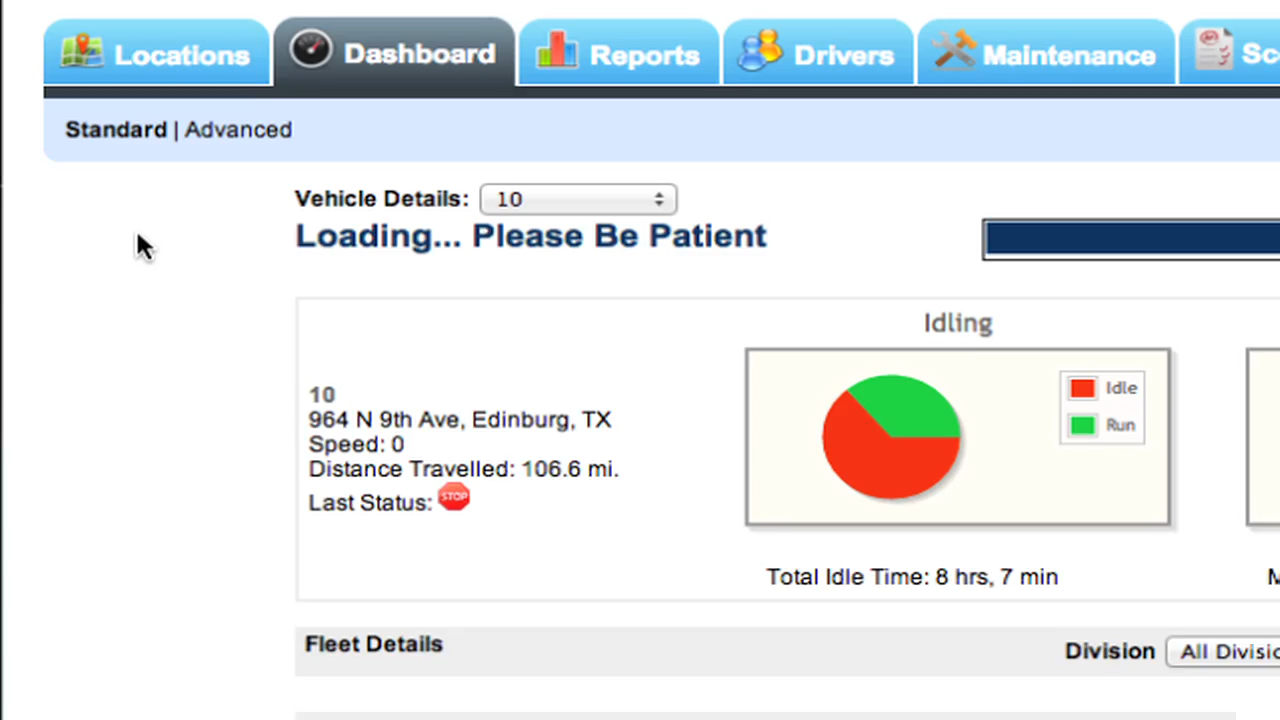 Locations Dashboard Reports Drivers Maintenance
Standard | Advanced
Vehicle Details: 10
Loading... Please Be Patient
Idling
Idle
Run
10
964 N 9th Ave, Edinburg, TX
Speed: 0
Distance Travelled: 106.6 mi.
Last Status: STOP
Total Idle Time: 8 hrs, 7 min
Fleet Details
Division All